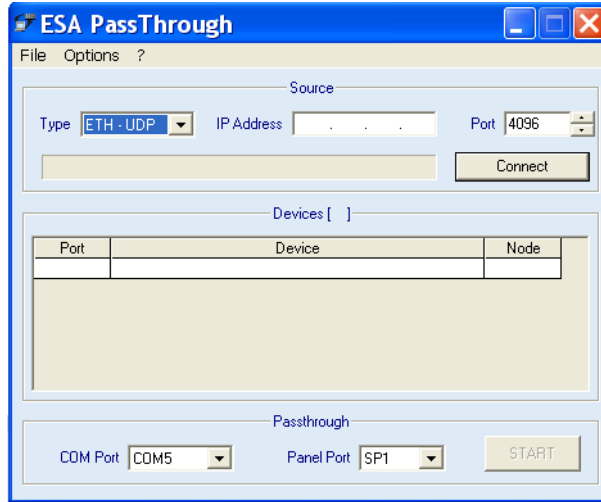 ESA PassThrough
File Options ?
Source
Type ETH - UDP IP Address . . . Port 4096
Connect
Devices [ ]
Port Device Node
Passthrough
COM Port COM5 Panel Port SP1 START